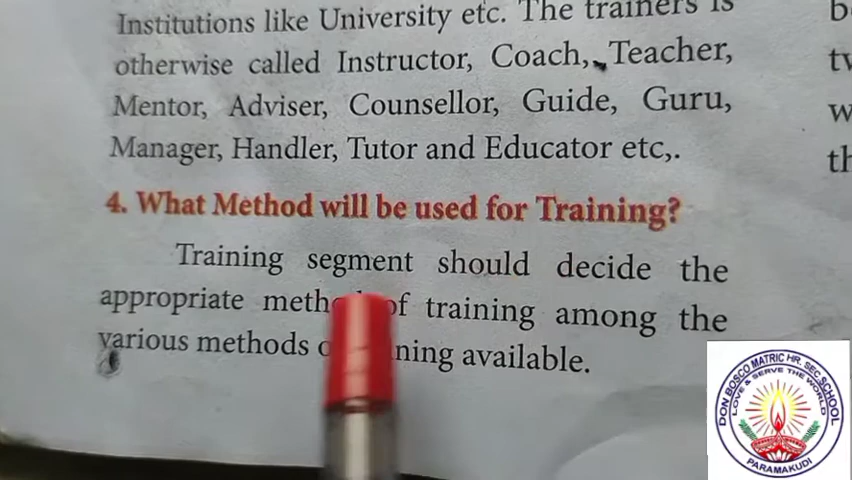 Institutions like University etc. The trainers is
otherwise called Instructor, Coach, Teacher,
Mentor, Adviser, Counsellor, Guide, Guru,
Manager, Handler, Tutor and Educator etc,.
4. What Method will be used for Training?
Training segment should decide the
appropriate of training among the
various methods available.
DON BOSCO MATRIC HR. SEC SCHOOL
LOVE & SERVE THE WORLD
PARAMAKUDI